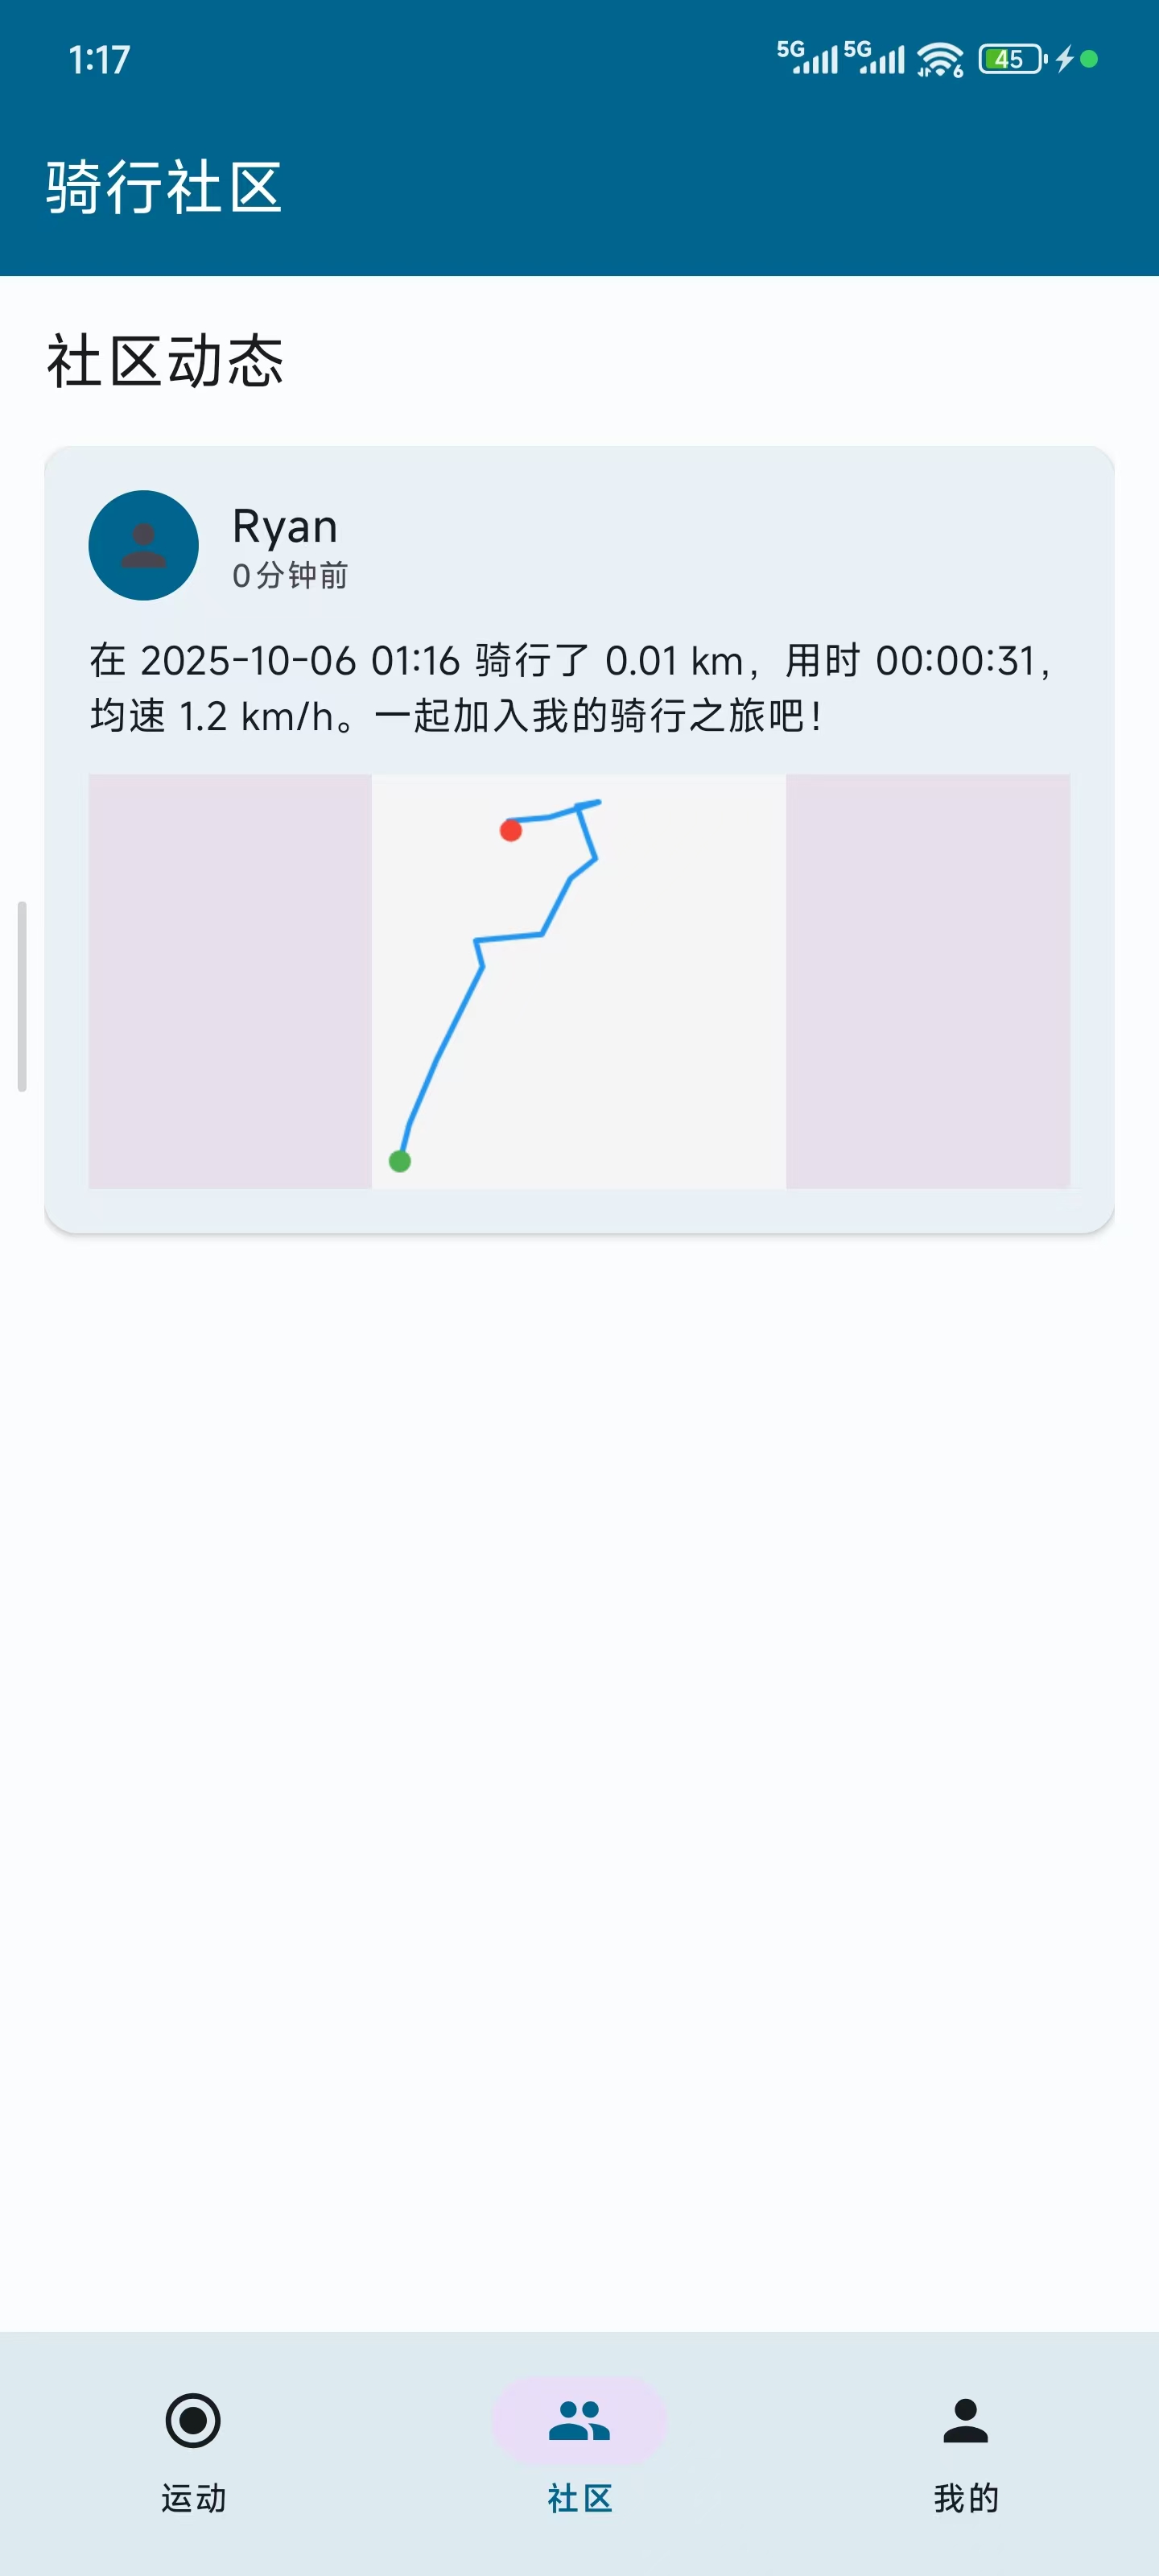 1:17
5G 5G 6 45
骑行社区
社区动态
Ryan
0分钟前
在 2025-10-06 01:16 骑行了 0.01 km，用时 00:00:31，
均速 1.2 km/h。一起加入我的骑行之旅吧！
运动
社区
我的